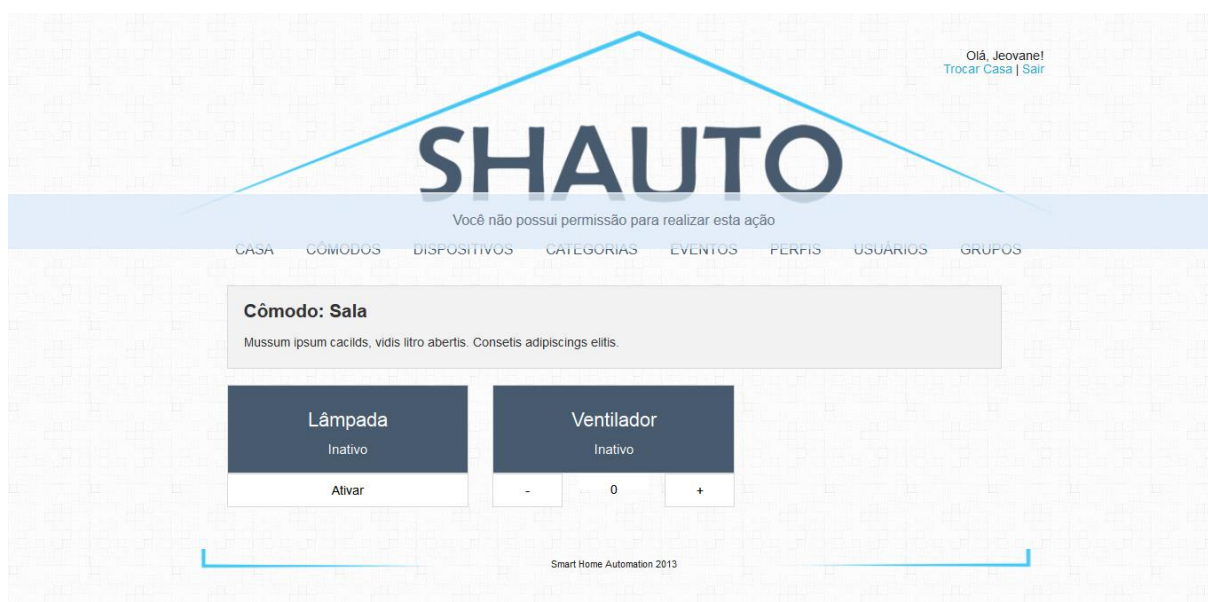 Olá, Jeovane!
Trocar Casa | Sair
SHAUTO
Você não possui permissão para realizar esta ação
CASA CÔMODOS DISPOSITIVOS CATEGORIAS EVENTOS PERFIS USUÁRIOS GRUPOS
Cômodo: Sala
Mussum ipsum cacilds, vidis litro abertis. Consetis adipiscings elitis.
Lâmpada
Inativo
Ativar
Ventilador
Inativo
- 0 +
Smart Home Automation 2013